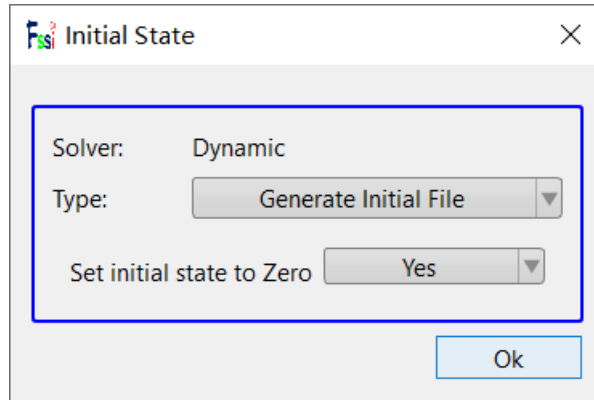 Fssi Initial State
Solver: Dynamic
Type: Generate Initial File
Set initial state to Zero Yes
Ok